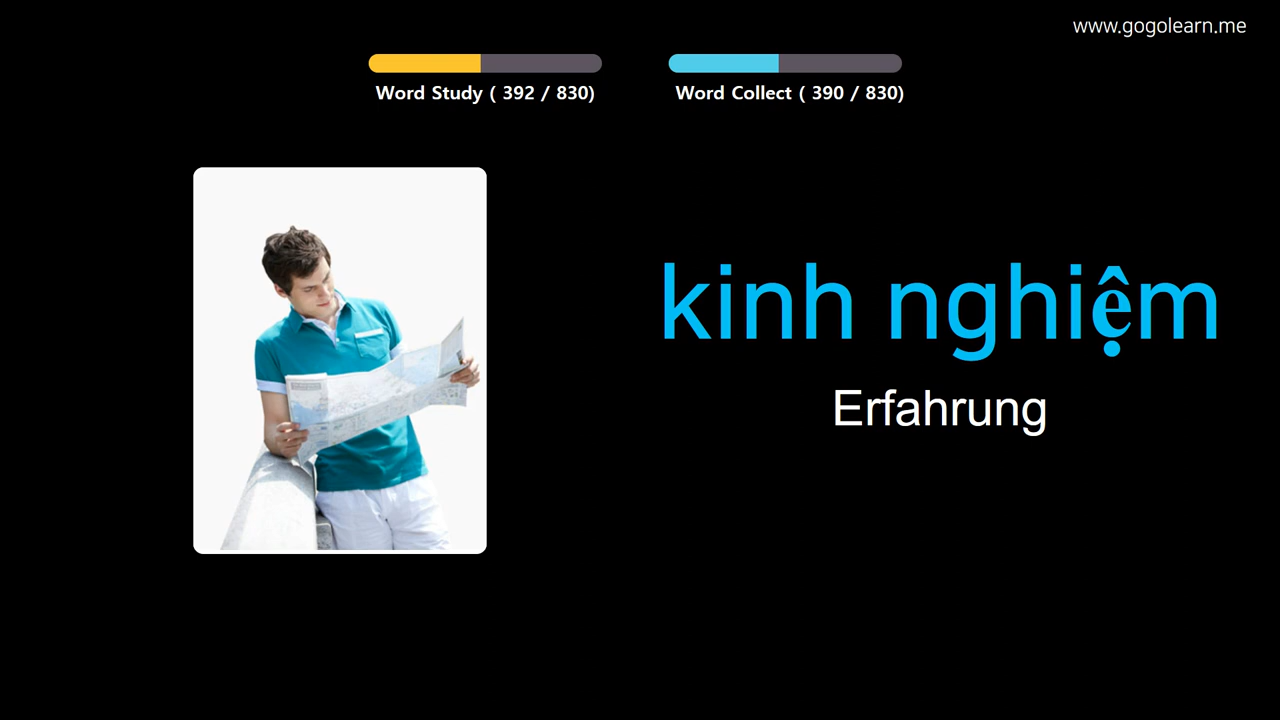 www.gogolearn.me
Word Study ( 392 / 830)
Word Collect ( 390 / 830)
kinh nghiệm
Erfahrung